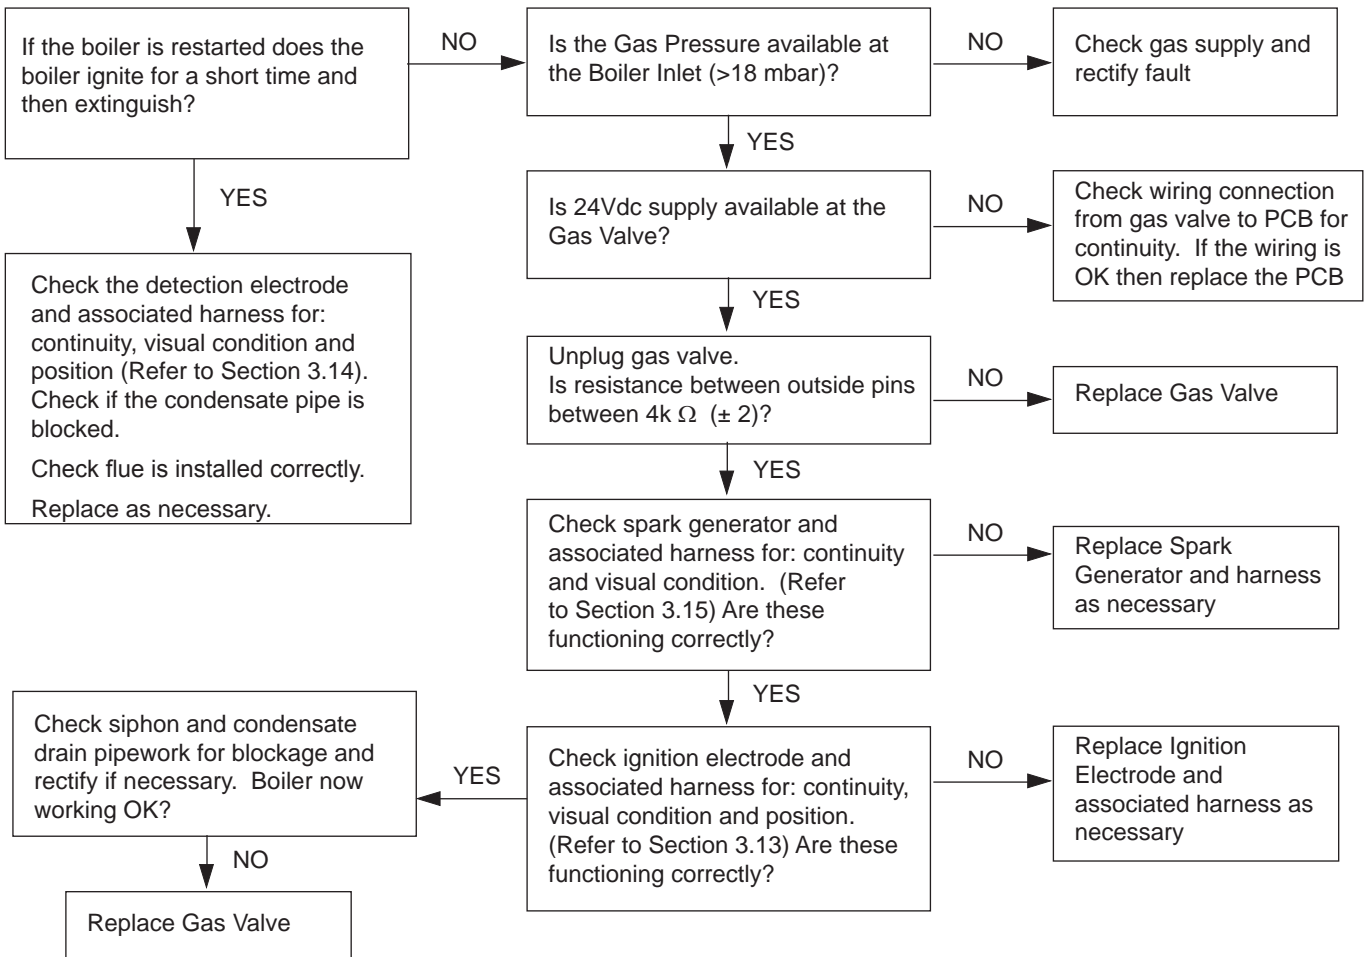 If the boiler is restarted does the
boiler ignite for a short time and
then extinguish?
NO
Is the Gas Pressure available at
the Boiler Inlet (>18 mbar)?
NO
Check gas supply and
rectify fault
YES
YES
Check the detection electrode
and associated harness for:
continuity, visual condition and
position (Refer to Section 3.14).
Check if the condensate pipe is
blocked.
Check flue is installed correctly.
Replace as necessary.
Is 24Vdc supply available at the
Gas Valve?
NO
Check wiring connection
from gas valve to PCB for
continuity.  If the wiring is
OK then replace the PCB
YES
Unplug gas valve.
Is resistance between outside pins
between 4k Ω  (± 2)?
NO
Replace Gas Valve
YES
Check spark generator and
associated harness for: continuity
and visual condition.  (Refer
to Section 3.15) Are these
functioning correctly?
NO
Replace Spark
Generator and harness
as necessary
YES
Check ignition electrode and
associated harness for: continuity,
visual condition and position.
(Refer to Section 3.13) Are these
functioning correctly?
NO
Replace Ignition
Electrode and
associated harness as
necessary
YES
Check siphon and condensate
drain pipework for blockage and
rectify if necessary.  Boiler now
working OK?
NO
Replace Gas Valve